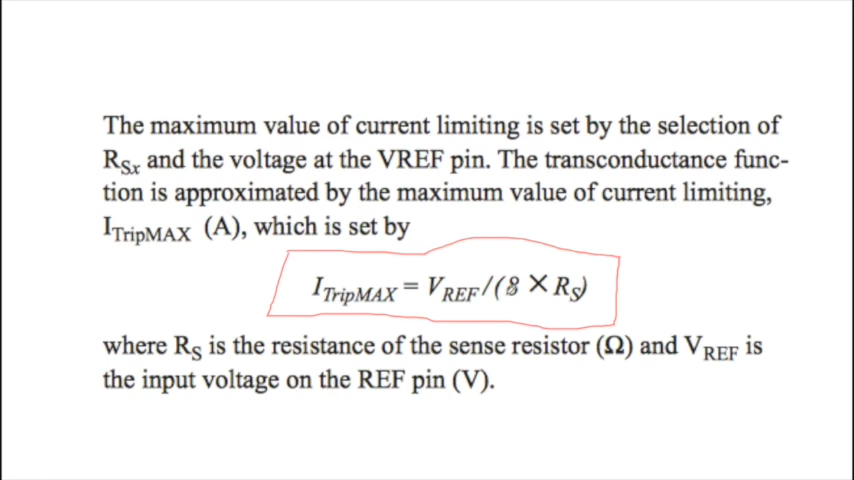 The maximum value of current limiting is set by the selection of
RSx and the voltage at the VREF pin. The transconductance func-
tion is approximated by the maximum value of current limiting,
ITripMAX (A), which is set by
ITripMAX = VREF/(8 × RS)
where RS is the resistance of the sense resistor (Ω) and VREF is
the input voltage on the REF pin (V).